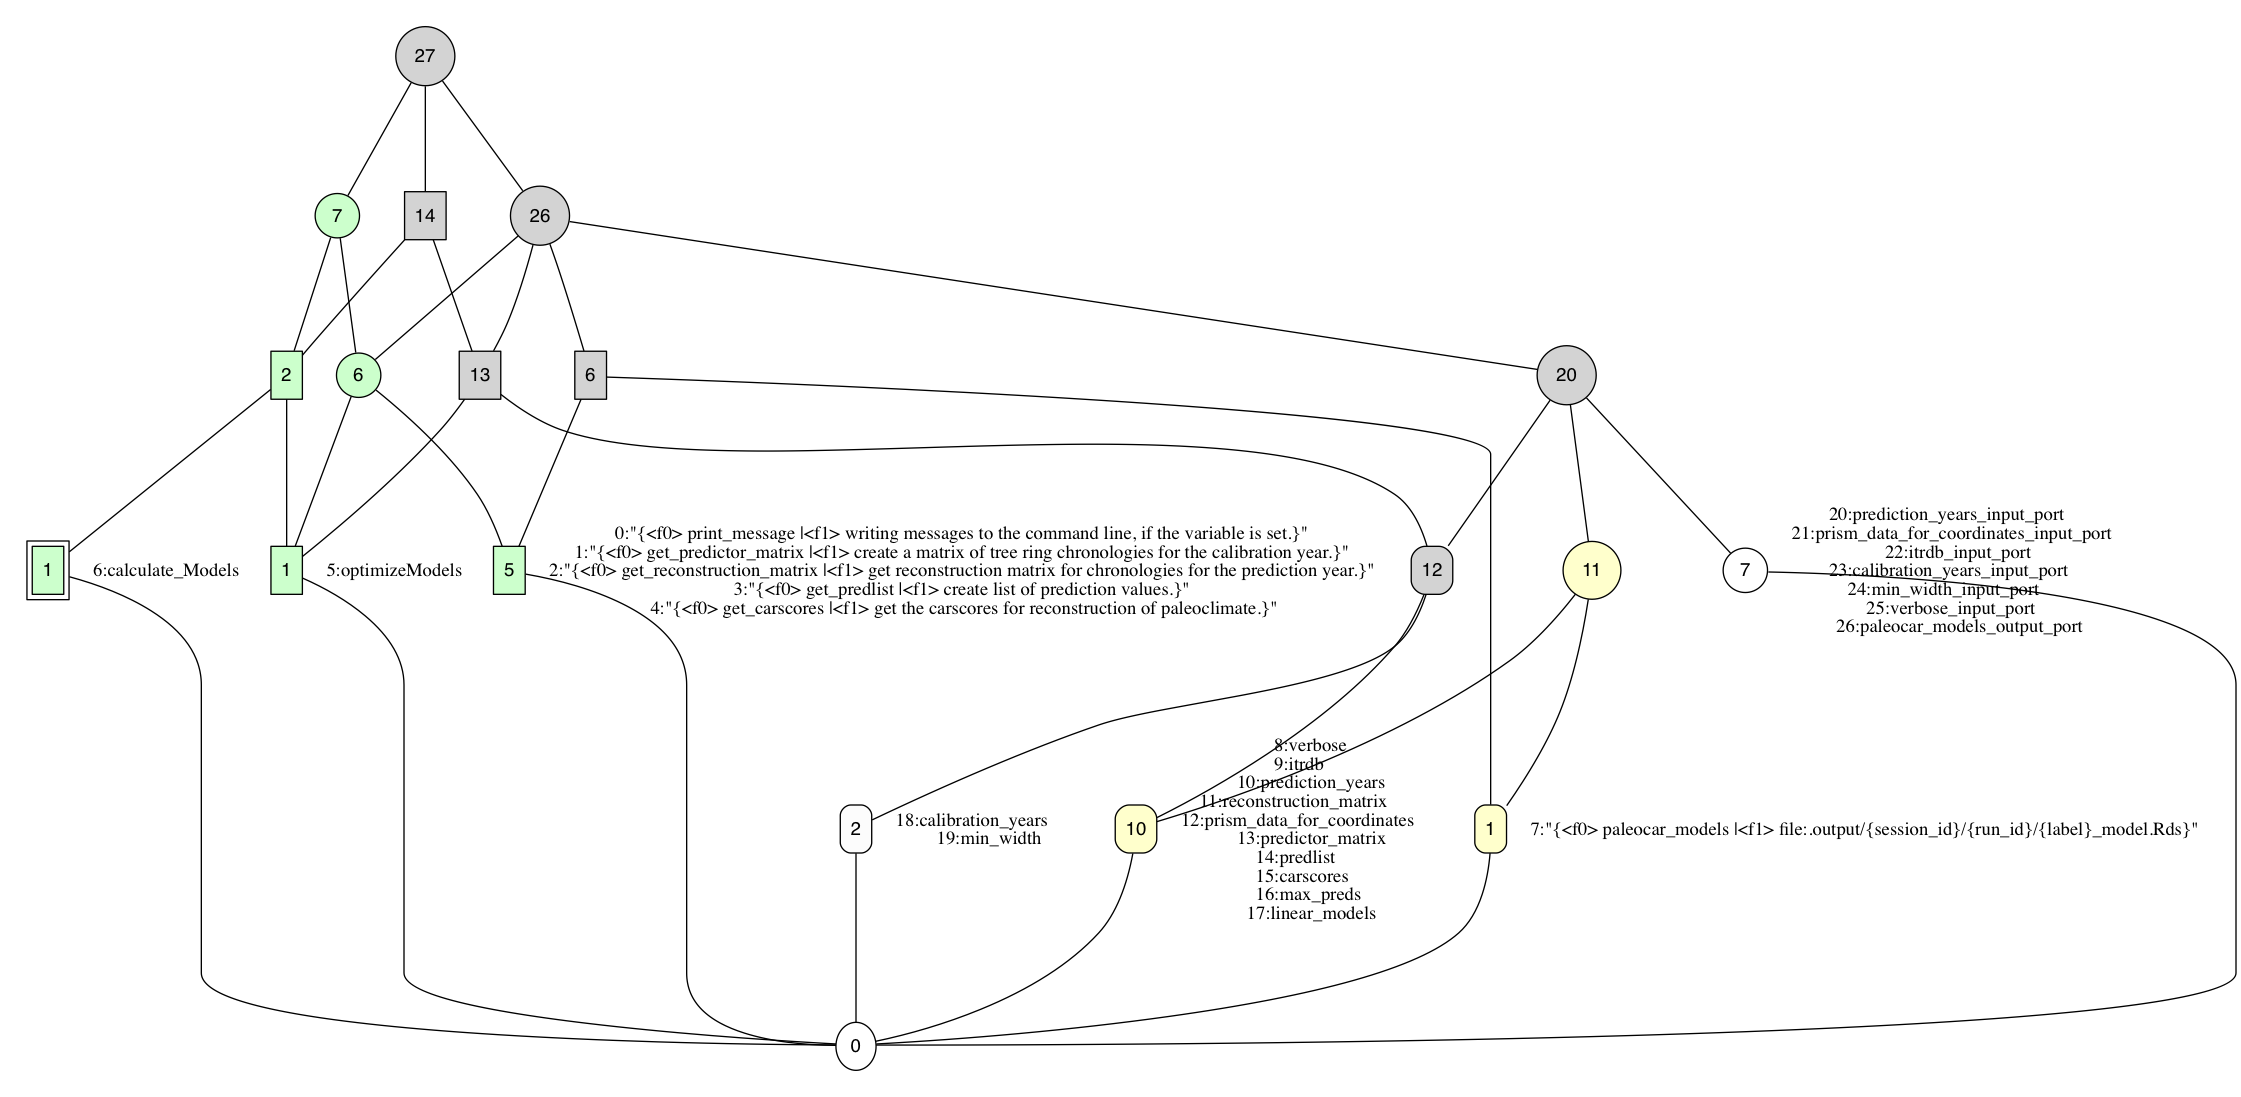 27
7
14
26
2
6
13
6
20
1
6:calculate_Models
1
5:optimizeModels
5
0:"{<f0> print_message |<f1> writing messages to the command line, if the variable is set.}"
1:"{<f0> get_predictor_matrix |<f1> create a matrix of tree ring chronologies for the calibration year.}"
2:"{<f0> get_reconstruction_matrix |<f1> get reconstruction matrix for chronologies for the prediction year.}"
3:"{<f0> get_predlist |<f1> create list of prediction values.}"
4:"{<f0> get_carscores |<f1> get the carscores for reconstruction of paleoclimate.}"
12
11
7
20:prediction_years_input_port
21:prism_data_for_coordinates_input_port
22:itrdb_input_port
23:calibration_years_input_port
24:min_width_input_port
25:verbose_input_port
26:paleocar_models_output_port
2
18:calibration_years
19:min_width
10
8:verbose
9:itrdb
10:prediction_years
11:reconstruction_matrix
12:prism_data_for_coordinates
13:predictor_matrix
14:predlist
15:carscores
16:max_preds
17:linear_models
1
7:"{<f0> paleocar_models |<f1> file:.output/{session_id}/{run_id}/{label}_model.Rds}"
0